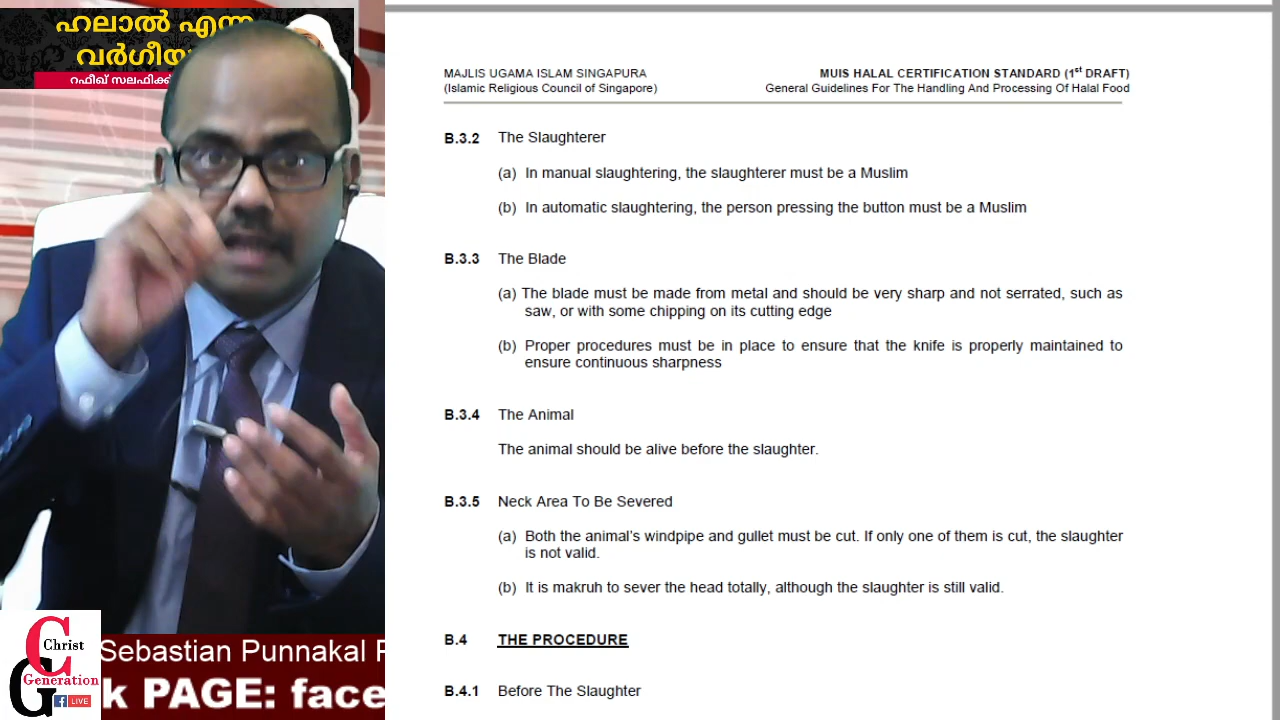 ഹലാൽ എന്ന
റഫീഖ് സലഫിക്ക്
MAJLIS UGAMA ISLAM SINGAPURA
(Islamic Religious Council of Singapore)
MUIS HALAL CERTIFICATION STANDARD (1st DRAFT)
General Guidelines For The Handling And Processing Of Halal Food
B.3.2 The Slaughterer
(a) In manual slaughtering, the slaughterer must be a Muslim
(b) In automatic slaughtering, the person pressing the button must be a Muslim
B.3.3 The Blade
(a) The blade must be made from metal and should be very sharp and not serrated, such as
saw, or with some chipping on its cutting edge
(b) Proper procedures must be in place to ensure that the knife is properly maintained to
ensure continuous sharpness
B.3.4 The Animal
The animal should be alive before the slaughter.
B.3.5 Neck Area To Be Severed
(a) Both the animal's windpipe and gullet must be cut. If only one of them is cut, the slaughter
is not valid.
(b) It is makruh to sever the head totally, although the slaughter is still valid.
B.4 THE PROCEDURE
B.4.1 Before The Slaughter
CG Christ
Generation
f LIVE
Sebastian Punnakal
k PAGE: face